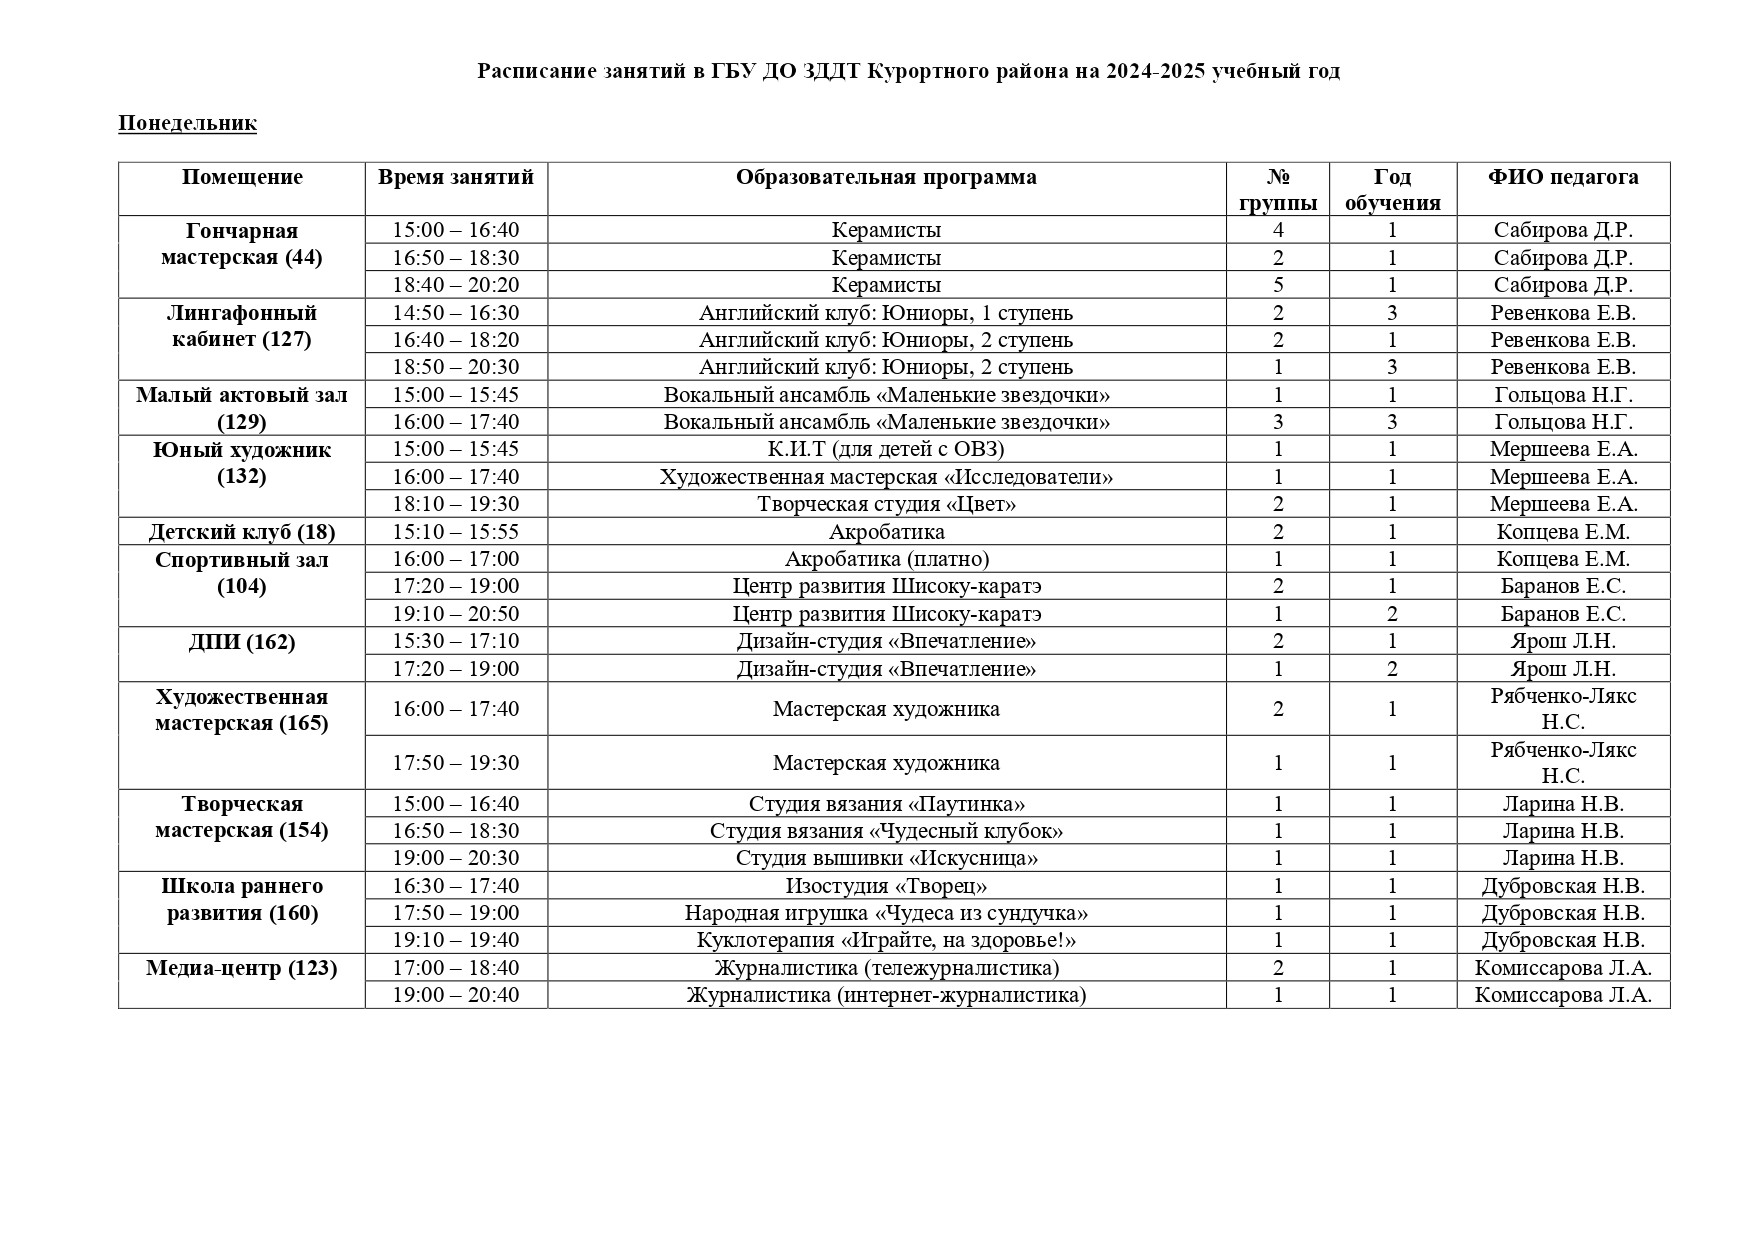 Расписание занятий в ГБУ ДО ЗДДТ Курортного района на 2024-2025 учебный год
Понедельник
Помещение Время занятий Образовательная программа № группы Год обучения ФИО педагога
Гончарная мастерская (44) 15:00 – 16:40 Керамисты 4 1 Сабирова Д.Р.
16:50 – 18:30 Керамисты 2 1 Сабирова Д.Р.
18:40 – 20:20 Керамисты 5 1 Сабирова Д.Р.
Лингафонный кабинет (127) 14:50 – 16:30 Английский клуб: Юниоры, 1 ступень 2 3 Ревенкова Е.В.
16:40 – 18:20 Английский клуб: Юниоры, 2 ступень 2 1 Ревенкова Е.В.
18:50 – 20:30 Английский клуб: Юниоры, 2 ступень 1 3 Ревенкова Е.В.
Малый актовый зал (129) 15:00 – 15:45 Вокальный ансамбль «Маленькие звездочки» 1 1 Гольцова Н.Г.
16:00 – 17:40 Вокальный ансамбль «Маленькие звездочки» 3 3 Гольцова Н.Г.
Юный художник (132) 15:00 – 15:45 К.И.Т (для детей с ОВЗ) 1 1 Мершеева Е.А.
16:00 – 17:40 Художественная мастерская «Исследователи» 1 1 Мершеева Е.А.
18:10 – 19:30 Творческая студия «Цвет» 2 1 Мершеева Е.А.
Детский клуб (18) 15:10 – 15:55 Акробатика 2 1 Копцева Е.М.
Спортивный зал (104) 16:00 – 17:00 Акробатика (платно) 1 1 Копцева Е.М.
17:20 – 19:00 Центр развития Шисоку-каратэ 2 1 Баранов Е.С.
19:10 – 20:50 Центр развития Шисоку-каратэ 1 2 Баранов Е.С.
ДПИ (162) 15:30 – 17:10 Дизайн-студия «Впечатление» 2 1 Ярош Л.Н.
17:20 – 19:00 Дизайн-студия «Впечатление» 1 2 Ярош Л.Н.
Художественная мастерская (165) 16:00 – 17:40 Мастерская художника 2 1 Рябченко-Лякс Н.С.
17:50 – 19:30 Мастерская художника 1 1 Рябченко-Лякс Н.С.
Творческая мастерская (154) 15:00 – 16:40 Студия вязания «Паутинка» 1 1 Ларина Н.В.
16:50 – 18:30 Студия вязания «Чудесный клубок» 1 1 Ларина Н.В.
19:00 – 20:30 Студия вышивки «Искусница» 1 1 Ларина Н.В.
Школа раннего развития (160) 16:30 – 17:40 Изостудия «Творец» 1 1 Дубровская Н.В.
17:50 – 19:00 Народная игрушка «Чудеса из сундучка» 1 1 Дубровская Н.В.
19:10 – 19:40 Куклотерапия «Играйте, на здоровье!» 1 1 Дубровская Н.В.
Медиа-центр (123) 17:00 – 18:40 Журналистика (тележурналистика) 2 1 Комиссарова Л.А.
19:00 – 20:40 Журналистика (интернет-журналистика) 1 1 Комиссарова Л.А.